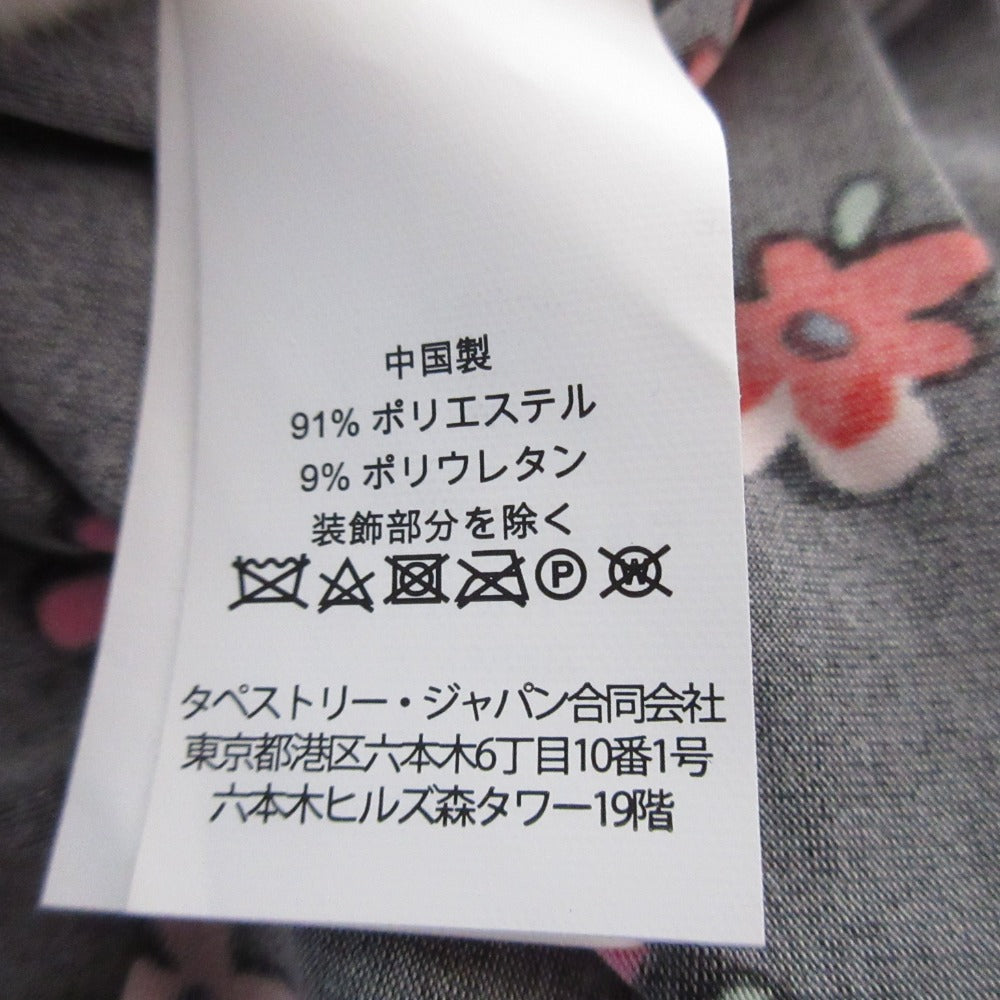 中国製
91% ポリエステル
9% ポリウレタン
装飾部分を除く
P W
タペストリー・ジャパン合同会社
東京都港区六本木6丁目10番1号
六本木ヒルズ森タワー19階